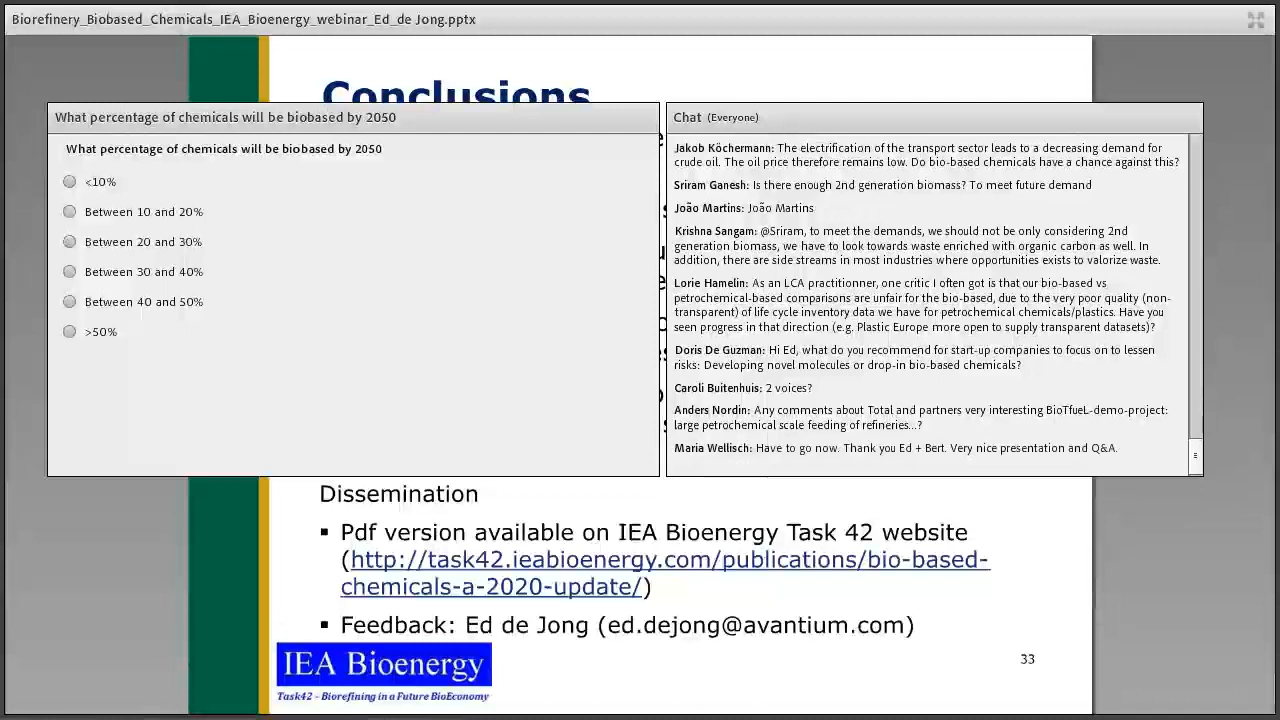 Biorefinery_Biobased_Chemicals_IEA_Bioenergy_webinar_Ed_de Jong.pptx
Conclusions
What percentage of chemicals will be biobased by 2050
What percentage of chemicals will be biobased by 2050
<10%
Between 10 and 20%
Between 20 and 30%
Between 30 and 40%
Between 40 and 50%
>50%
Chat (Everyone)
Jakob Köchermann: The electrification of the transport sector leads to a decreasing demand for
crude oil. The oil price therefore remains low. Do bio-based chemicals have a chance against this?
Sriram Ganesh: Is there enough 2nd generation biomass? To meet future demand
João Martins: João Martins
Krishna Sangam: @Sriram, to meet the demands, we should not be only considering 2nd
generation biomass, we have to look towards waste enriched with organic carbon as well. In
addition, there are side streams in most industries where opportunities exists to valorize waste.
Lorie Hamelin: As an LCA practitioner, one critic I often got is that our bio-based vs
petrochemical-based comparisons are unfair for the bio-based, due to the very poor quality (non-
transparent) of life cycle inventory data we have for petrochemical chemicals/plastics. Have you
seen progress in that direction (e.g. Plastic Europe more open to supply transparent datasets)?
Doris De Guzman: Hi Ed, what do you recommend for start-up companies to focus on to lessen
risks: Developing novel molecules or drop-in bio-based chemicals?
Caroli Buitenhuis: 2 voices?
Anders Nordin: Any comments about Total and partners very interesting BioTfueL-demo-project:
large petrochemical scale feeding of refineries...?
Maria Wellisch: Have to go now. Thank you Ed + Bert. Very nice presentation and Q&A.
Dissemination
▪ Pdf version available on IEA Bioenergy Task 42 website
(http://task42.ieabioenergy.com/publications/bio-based-
chemicals-a-2020-update/)
▪ Feedback: Ed de Jong (ed.dejong@avantium.com)
IEA Bioenergy
Task42 - Biorefining in a Future BioEconomy
33